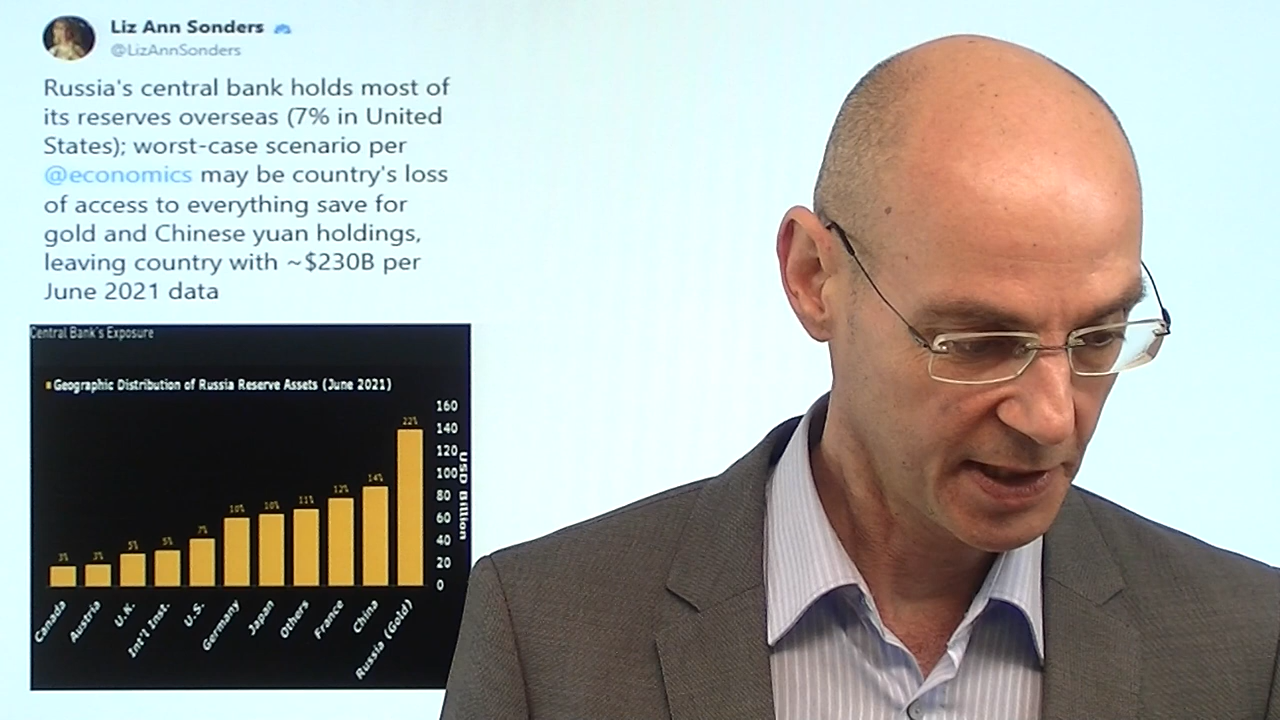 Liz Ann Sonders
@LizAnnSonders
Russia's central bank holds most of
its reserves overseas (7% in United
States); worst-case scenario per
@economics may be country's loss
of access to everything save for
gold and Chinese yuan holdings,
leaving country with ~$230B per
June 2021 data
Central Bank's Exposure
Geographic Distribution of Russia Reserve Assets (June 2021)
160
140
120
100
80
60
40
20
0
USD Billion
3%
3%
5%
5%
7%
10%
10%
11%
12%
14%
22%
Canada
Austria
U.K.
Int'l Inst.
U.S.
Germany
Japan
Others
France
China
Russia (Gold)